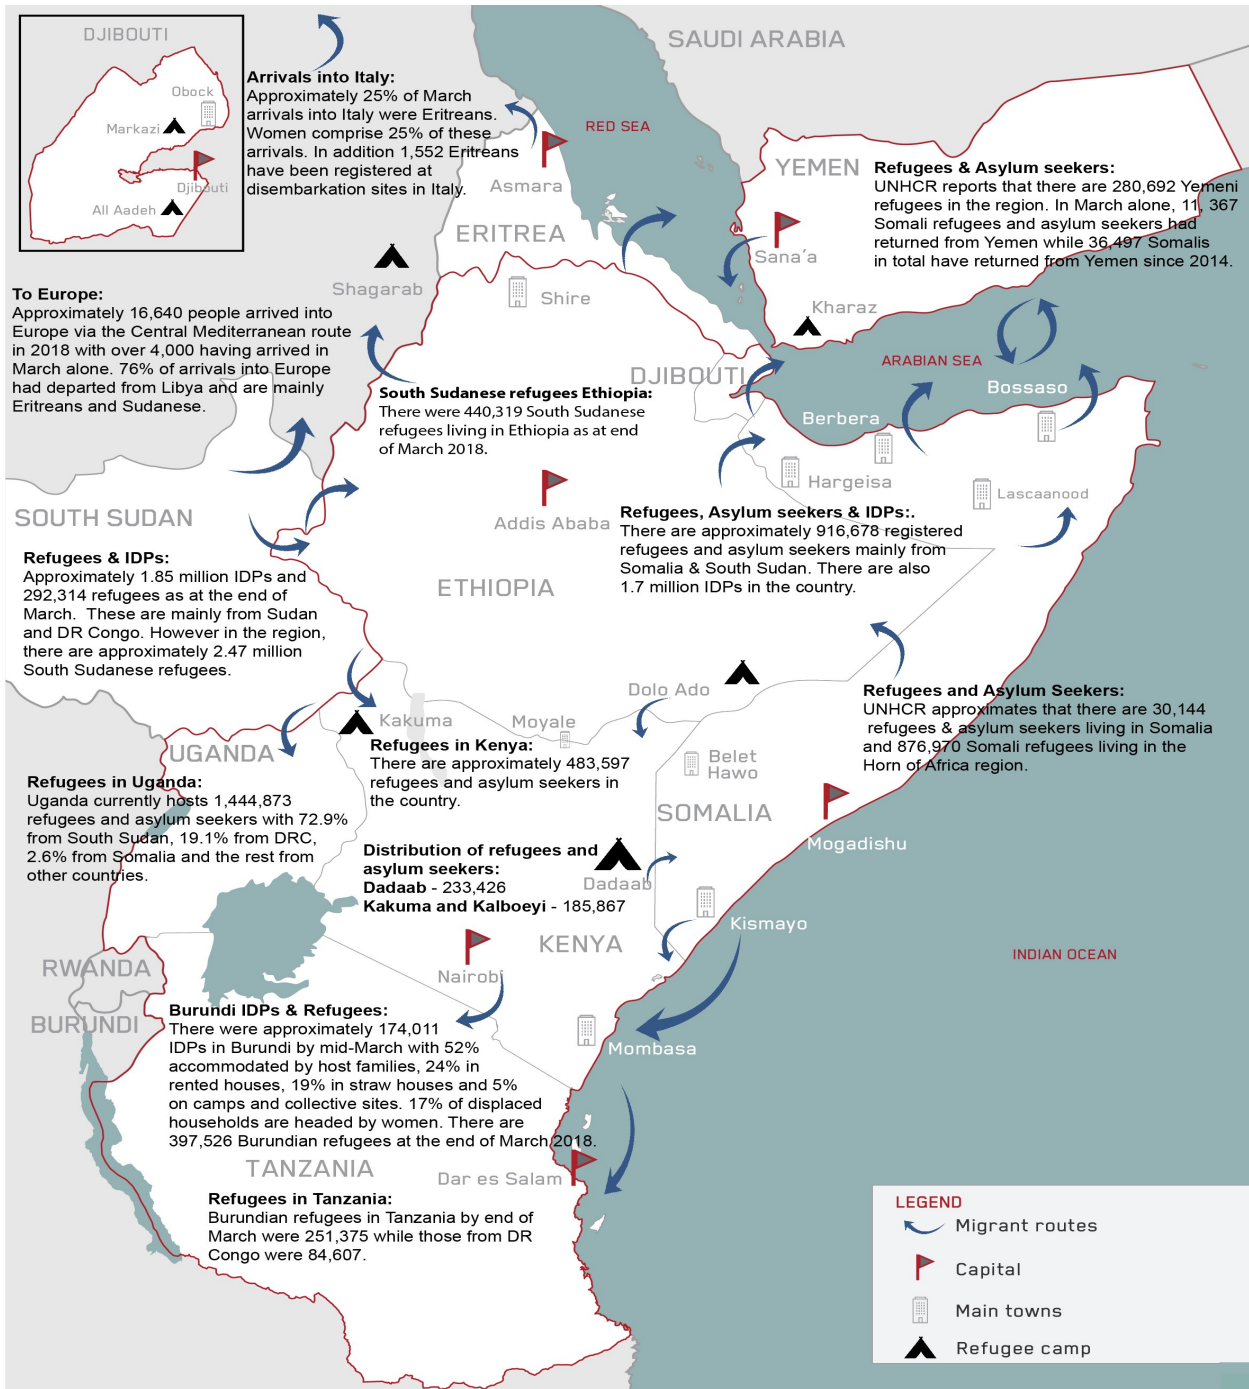 DJIBOUTI
Obock
Markazi
Djibouti
All Aadeh
Arrivals into Italy:
Approximately 25% of March
arrivals into Italy were Eritreans.
Women comprise 25% of these
arrivals. In addition 1,552 Eritreans
have been registered at
disembarkation sites in Italy.
SAUDI ARABIA
RED SEA
Asmara
ERITREA
YEMEN
Sana'a
Kharaz
Refugees & Asylum seekers:
UNHCR reports that there are 280,692 Yemeni
refugees in the region. In March alone, 11, 367
Somali refugees and asylum seekers had
returned from Yemen while 36,497 Somalis
in total have returned from Yemen since 2014.
Shagarab
Shire
To Europe:
Approximately 16,640 people arrived into
Europe via the Central Mediterranean route
in 2018 with over 4,000 having arrived in
March alone. 76% of arrivals into Europe
had departed from Libya and are mainly
Eritreans and Sudanese.
DJIBOUTI
ARABIAN SEA
Bossaso
Berbera
Hargeisa
Lascaanood
South Sudanese refugees Ethiopia:
There were 440,319 South Sudanese
refugees living in Ethiopia as at end
of March 2018.
Addis Ababa
ETHIOPIA
SOUTH SUDAN
Refugees & IDPs:
Approximately 1.85 million IDPs and
292,314 refugees as at the end of
March. These are mainly from Sudan
and DR Congo. However in the region,
there are approximately 2.47 million
South Sudanese refugees.
Refugees, Asylum seekers & IDPs:.
There are approximately 916,678 registered
refugees and asylum seekers mainly from
Somalia & South Sudan. There are also
1.7 million IDPs in the country.
Dolo Ado
Refugees and Asylum Seekers:
UNHCR approximates that there are 30,144
refugees & asylum seekers living in Somalia
and 876,970 Somali refugees living in the
Horn of Africa region.
Kakuma
Moyale
Belet
Hawo
UGANDA
Refugees in Kenya:
There are approximately 483,597
refugees and asylum seekers in
the country.
Refugees in Uganda:
Uganda currently hosts 1,444,873
refugees and asylum seekers with 72.9%
from South Sudan, 19.1% from DRC,
2.6% from Somalia and the rest from
other countries.
SOMALIA
Mogadishu
Distribution of refugees and
asylum seekers:
Dadaab - 233,426
Kakuma and Kalboeyi - 185,867
Dadaab
Kismayo
KENYA
Nairobi
INDIAN OCEAN
RWANDA
BURUNDI
Mombasa
Burundi IDPs & Refugees:
There were approximately 174,011
IDPs in Burundi by mid-March with 52%
accommodated by host families, 24% in
rented houses, 19% in straw houses and 5%
on camps and collective sites. 17% of displaced
households are headed by women. There are
397,526 Burundian refugees at the end of March 2018.
TANZANIA
Dar es Salam
Refugees in Tanzania:
Burundian refugees in Tanzania by end of
March were 251,375 while those from DR
Congo were 84,607.
LEGEND
Migrant routes
Capital
Main towns
Refugee camp